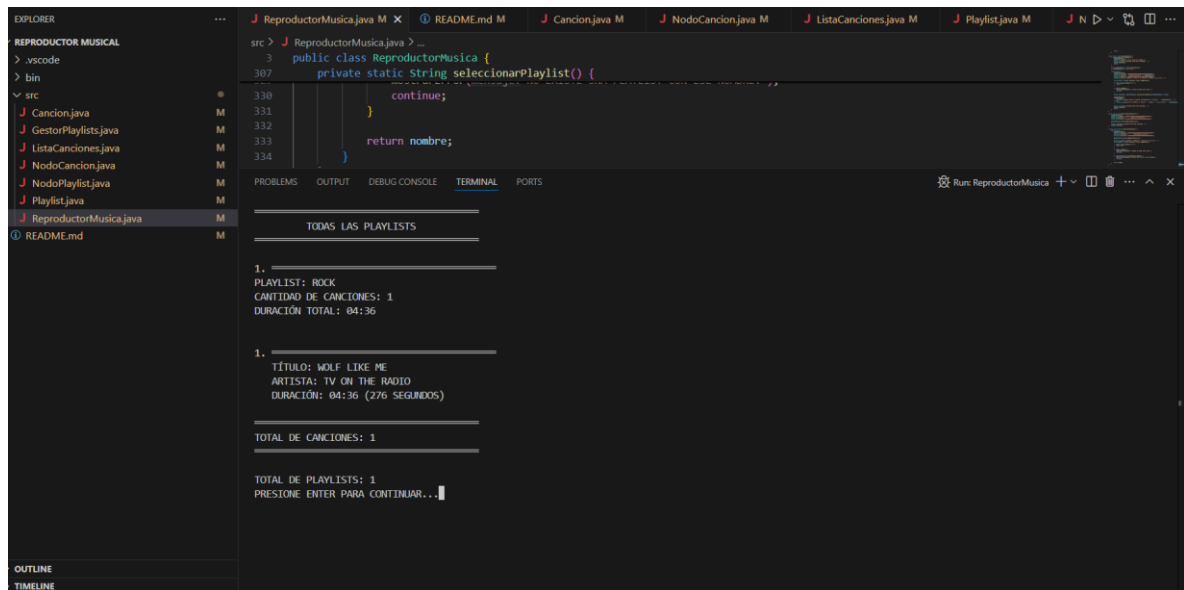 EXPLORER
REPRODUCTOR MUSICAL
> .vscode
> bin
src
J Cancion.java M
J GestorPlaylists.java M
J ListaCanciones.java M
J NodoCancion.java M
J NodoPlaylist.java M
J Playlist.java M
J ReproductorMusica.java M
README.md M
OUTLINE
TIMELINE
J ReproductorMusica.java M README.md M J Cancion.java M J NodoCancion.java M J ListaCanciones.java M J Playlist.java M J N
src > J ReproductorMusica.java > ...
3 public class ReproductorMusica {
307 private static String seleccionarPlaylist() {
330 continue;
331 }
332
333 return nombre;
334 }
PROBLEMS OUTPUT DEBUG CONSOLE TERMINAL PORTS Run: ReproductorMusica
TODAS LAS PLAYLISTS
1.
PLAYLIST: ROCK
CANTIDAD DE CANCIONES: 1
DURACIÓN TOTAL: 04:36
1.
TÍTULO: WOLF LIKE ME
ARTISTA: TV ON THE RADIO
DURACIÓN: 04:36 (276 SEGUNDOS)
TOTAL DE CANCIONES: 1
TOTAL DE PLAYLISTS: 1
PRESIONE ENTER PARA CONTINUAR...